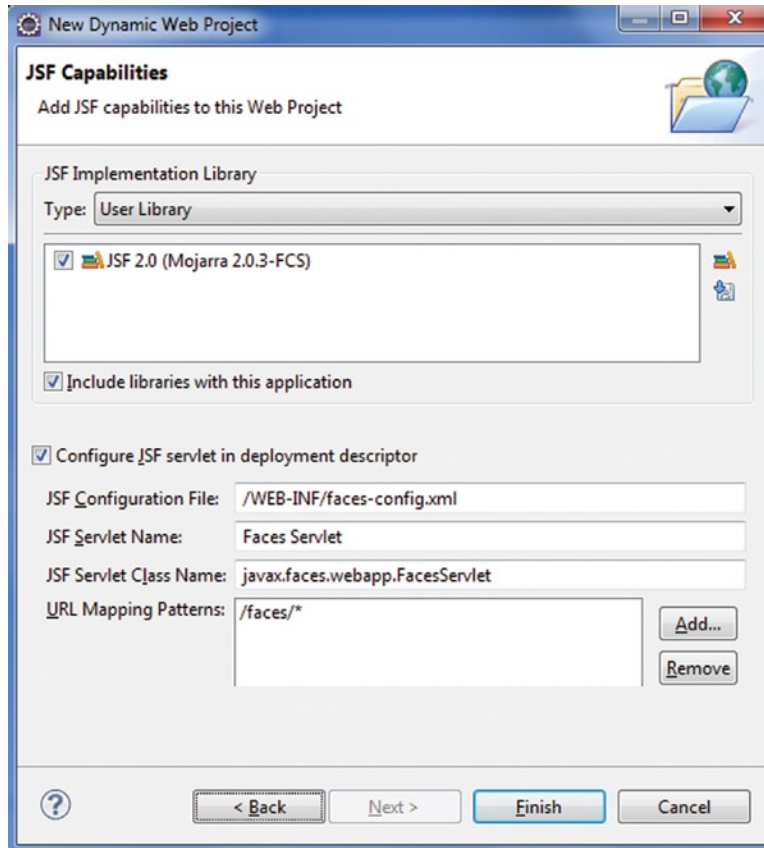 New Dynamic Web Project
JSF Capabilities
Add JSF capabilities to this Web Project
JSF Implementation Library
Type: User Library
JSF 2.0 (Mojarra 2.0.3-FCS)
Include libraries with this application
Configure JSF servlet in deployment descriptor
JSF Configuration File: /WEB-INF/faces-config.xml
JSF Servlet Name: Faces Servlet
JSF Servlet Class Name: javax.faces.webapp.FacesServlet
URL Mapping Patterns: /faces/*
Add...
Remove
? < Back Next > Finish Cancel